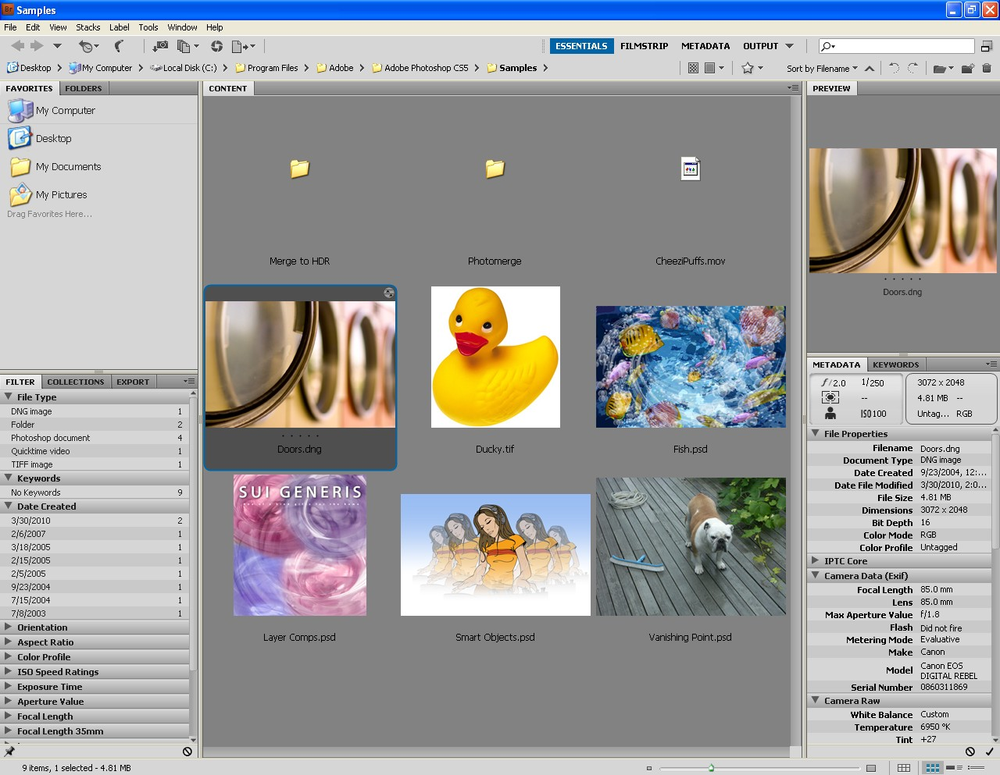 Br Samples
File Edit View Stacks Label Tools Window Help
ESSENTIALS FILMSTRIP METADATA OUTPUT
Desktop My Computer Local Disk (C:) Program Files Adobe Adobe Photoshop CS5 Samples Sort by Filename
FAVORITES FOLDERS
My Computer
Desktop
My Documents
My Pictures
Drag Favorites Here...
FILTER COLLECTIONS EXPORT
File Type
DNG image 1
Folder 2
Photoshop document 4
Quicktime video 1
TIFF image 1
Keywords
No Keywords 9
Date Created
3/30/2010 2
2/6/2007 1
3/18/2005 1
2/15/2005 1
2/5/2005 1
9/23/2004 1
7/15/2004 1
7/8/2003 1
Orientation
Aspect Ratio
Color Profile
ISO Speed Ratings
Exposure Time
Aperture Value
Focal Length
Focal Length 35mm
CONTENT
Merge to HDR
Photomerge
CheeziPuffs.mov
Doors.dng
Ducky.tif
Fish.psd
SUI GENERIS
Layer Comps.psd
Smart Objects.psd
Vanishing Point.psd
PREVIEW
Doors.dng
METADATA KEYWORDS
f/2.0 1/250
--
ISO100
3072 x 2048
4.81 MB --
Untag... RGB
File Properties
Filename Doors.dng
Document Type DNG image
Date Created 9/23/2004, 12:...
Date File Modified 3/30/2010, 2:0...
File Size 4.81 MB
Dimensions 3072 x 2048
Bit Depth 16
Color Mode RGB
Color Profile Untagged
IPTC Core
Camera Data (Exif)
Focal Length 85.0 mm
Lens 85.0 mm
Max Aperture Value f/1.8
Flash Did not fire
Metering Mode Evaluative
Make Canon
Model Canon EOS
DIGITAL REBEL
Serial Number 0860311869
Camera Raw
White Balance Custom
Temperature 6950 °K
Tint +27
9 items, 1 selected - 4.81 MB